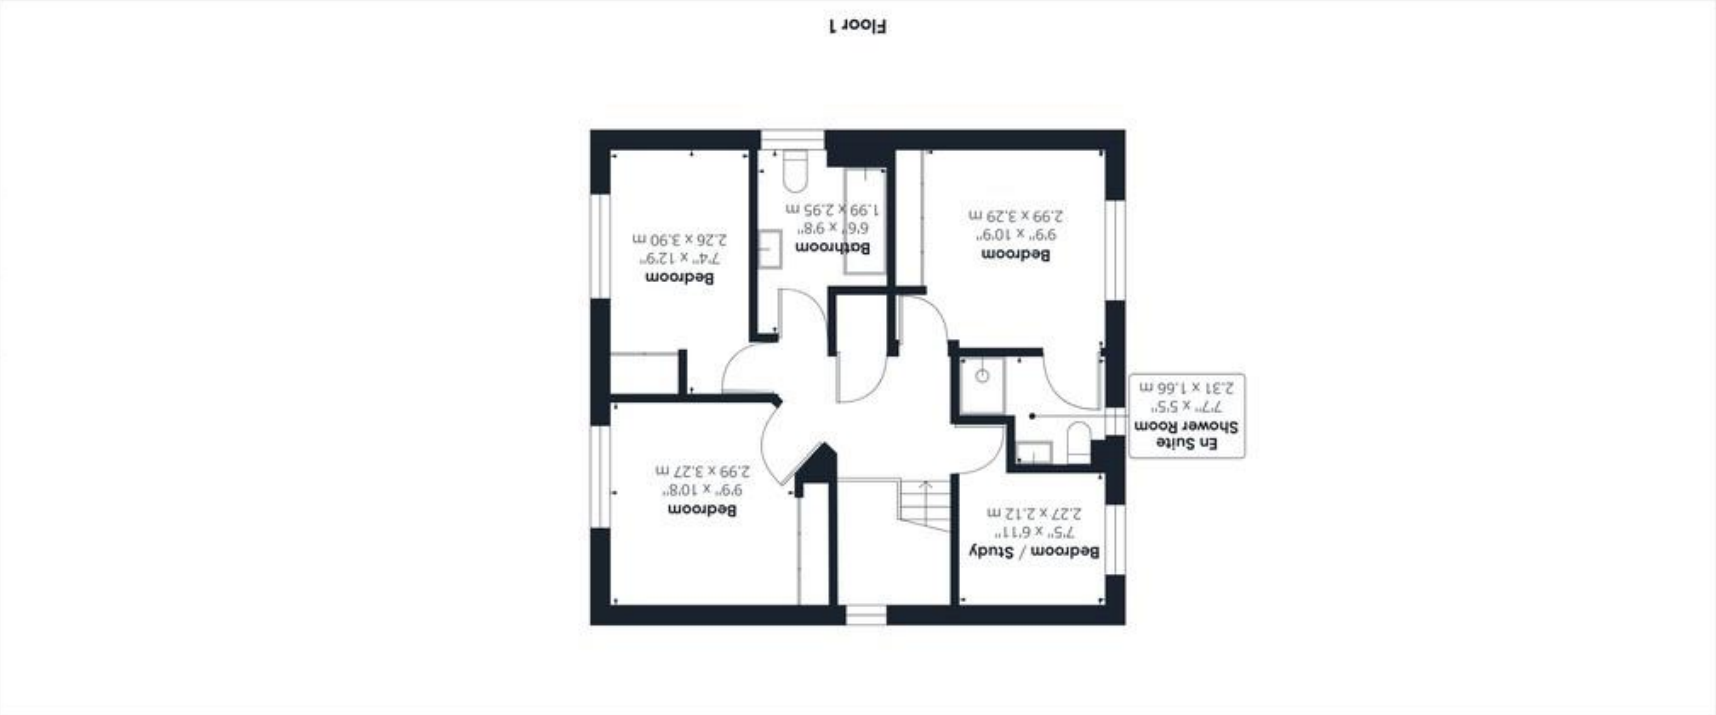 Bedroom / Study
7'5" x 6'11"
2.27 x 2.12 m
Bedroom
9'9" x 10'8"
2.99 x 3.27 m
En Suite
Shower Room
7'7" x 5'5"
2.31 x 1.66 m
Bedroom
9'9" x 10'9"
2.99 x 3.29 m
Bathroom
6'6" x 9'8"
1.99 x 2.95 m
Bedroom
7'4" x 12'9"
2.26 x 3.90 m
Floor 1